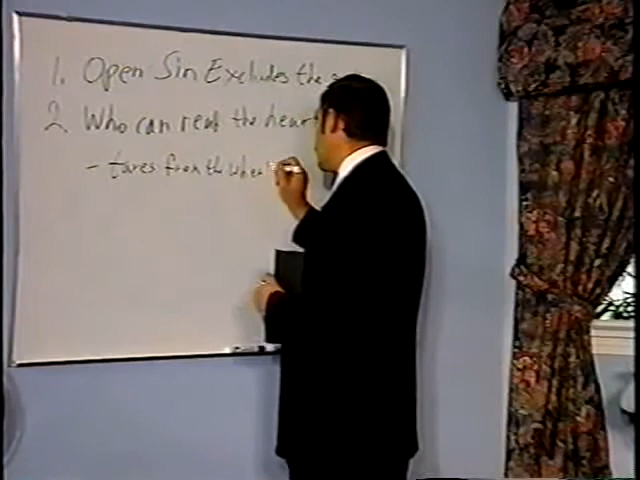 1. Open Sin Excludes the
2. Who can read the heart
- tares from the wheat